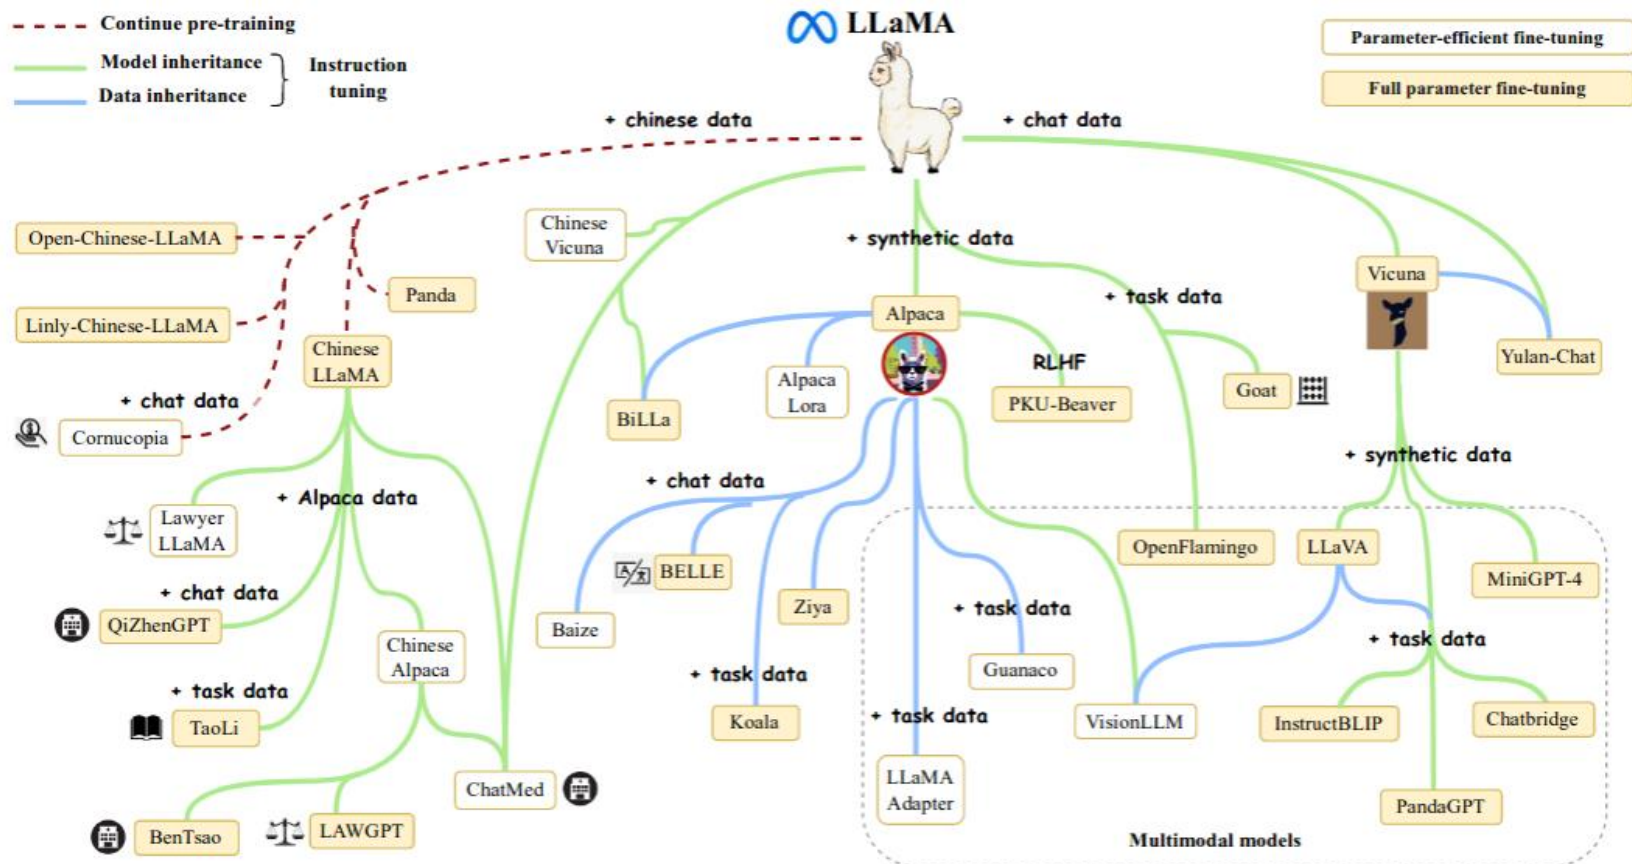 LLaMA
Continue pre-training
Model inheritance
Data inheritance
Instruction
tuning
Parameter-efficient fine-tuning
Full parameter fine-tuning
+ chinese data
+ chat data
Open-Chinese-LLaMA
Linly-Chinese-LLaMA
Panda
Chinese
LLaMA
+ chat data
Cornucopia
Chinese
Vicuna
+ synthetic data
Alpaca
+ task data
Vicuna
Yulan-Chat
BiLLa
Alpaca
Lora
RLHF
PKU-Beaver
Goat
Lawyer
LLaMA
+ Alpaca data
+ chat data
QiZhenGPT
+ task data
TaoLi
Chinese
Alpaca
BenTsao
LAWGPT
ChatMed
+ chat data
BELLE
Baize
Ziya
+ task data
Koala
+ task data
Guanaco
+ task data
LLaMA
Adapter
+ synthetic data
OpenFlamingo
LLaVA
MiniGPT-4
+ task data
VisionLLM
InstructBLIP
Chatbridge
PandaGPT
Multimodal models